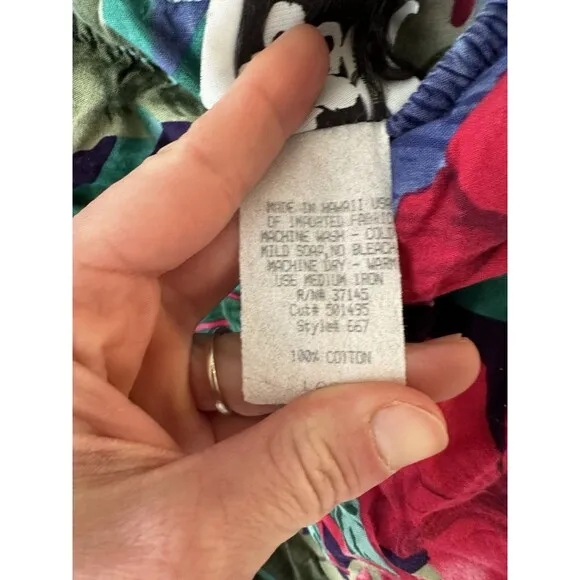 MADE IN HAWAII USA
OF IMPORTED FABRIC
MACHINE WASH - COLD
MILD SOAP, NO BLEACH
MACHINE DRY - WARM
USE MEDIUM IRON
R/N# 37145
Cut# 501495
Style# 667
100% COTTON